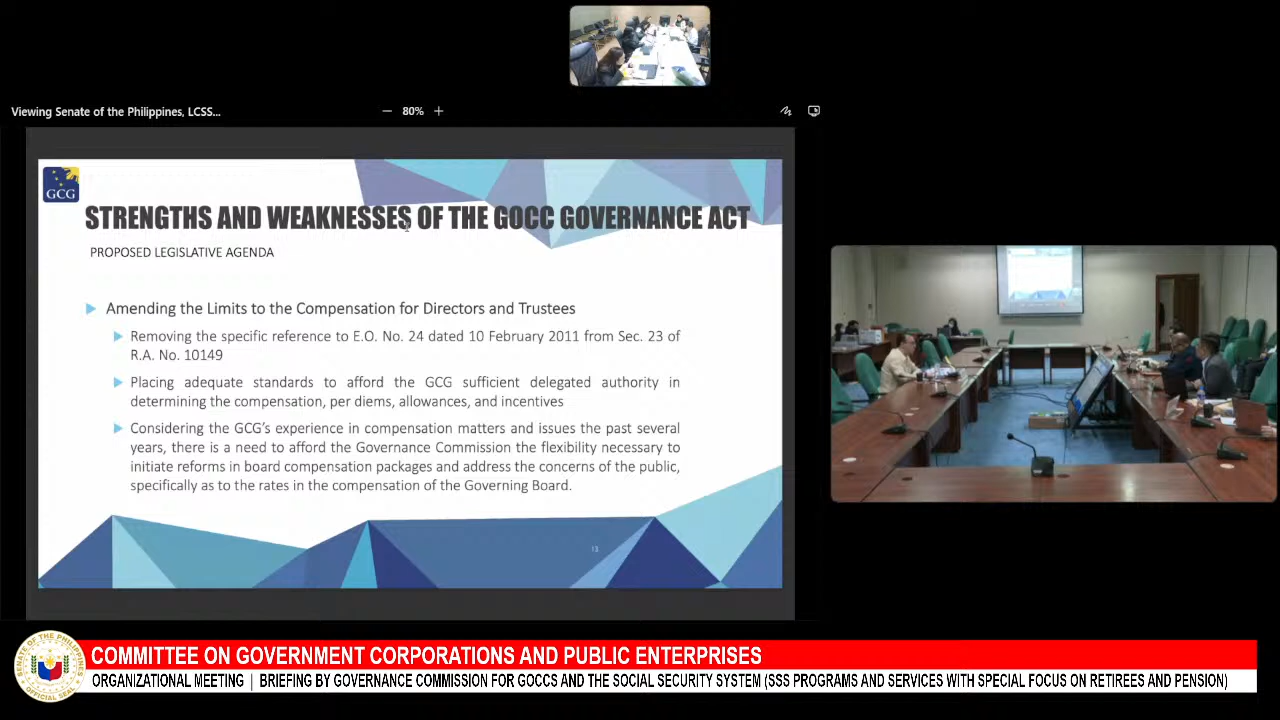 Viewing Senate of the Philippines, LCSS...
80%
GCG
STRENGTHS AND WEAKNESSES OF THE GOCC GOVERNANCE ACT
PROPOSED LEGISLATIVE AGENDA
Amending the Limits to the Compensation for Directors and Trustees
Removing the specific reference to E.O. No. 24 dated 10 February 2011 from Sec. 23 of
R.A. No. 10149
Placing adequate standards to afford the GCG sufficient delegated authority in
determining the compensation, per diems, allowances, and incentives
Considering the GCG's experience in compensation matters and issues the past several
years, there is a need to afford the Governance Commission the flexibility necessary to
initiate reforms in board compensation packages and address the concerns of the public,
specifically as to the rates in the compensation of the Governing Board.
13
SENATE OF THE PHILIPPINES
OFFICIAL SEAL
COMMITTEE ON GOVERNMENT CORPORATIONS AND PUBLIC ENTERPRISES
ORGANIZATIONAL MEETING | BRIEFING BY GOVERNANCE COMMISSION FOR GOCCS AND THE SOCIAL SECURITY SYSTEM (SSS PROGRAMS AND SERVICES WITH SPECIAL FOCUS ON RETIREES AND PENSION)